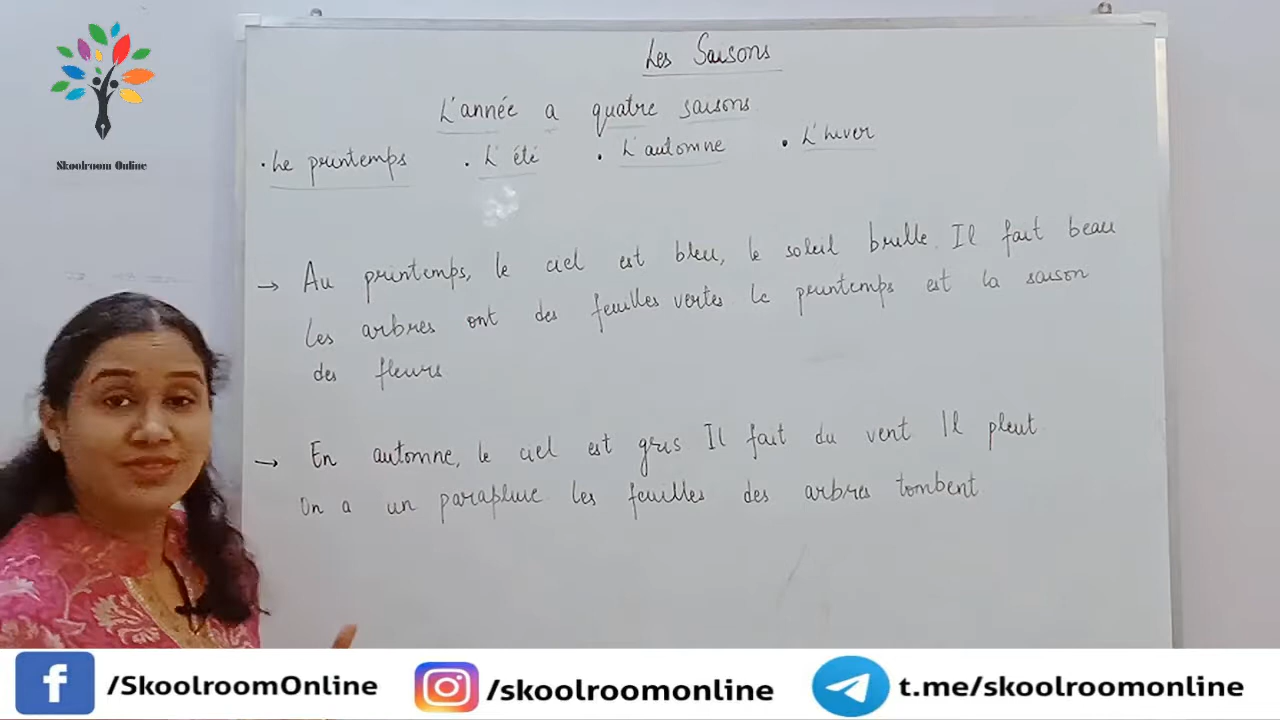 Skoolroom Online
Les Saisons
L'année a quatre saisons.
• Le printemps • L'été • L'automne • L'hiver
→ Au printemps, le ciel est bleu, le soleil brille. Il fait beau
Les arbres ont des feuilles vertes. Le printemps est la saison
des fleurs
→ En automne, le ciel est gris. Il fait du vent. Il pleut.
On a un parapluie. Les feuilles des arbres tombent
f /SkoolroomOnline /skoolroomonline t.me/skoolroomonline